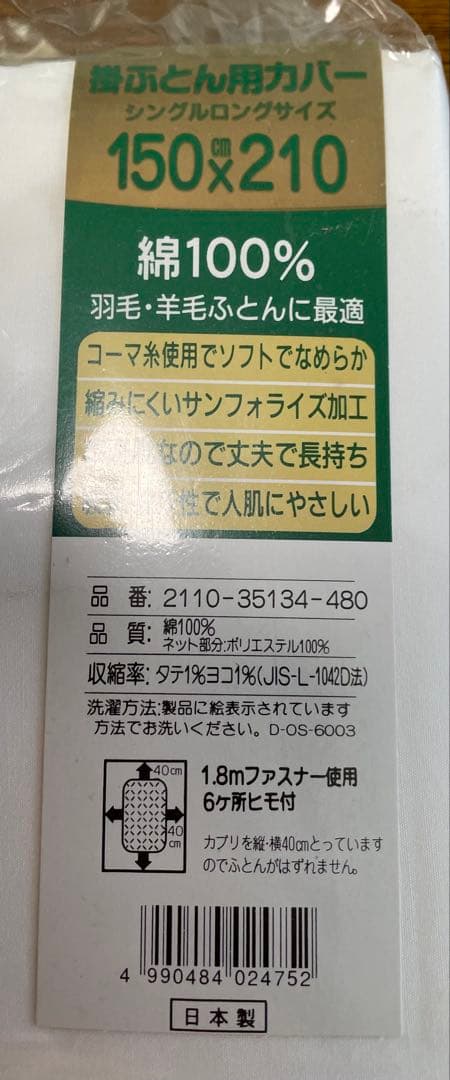 掛ふとん用カバー
シングルロングサイズ
150cm×210
綿100%
羽毛・羊毛ふとんに最適
コーマ糸使用でソフトでなめらか
縮みにくいサンフォライズ加工
なので丈夫で長持ち
性で人肌にやさしい
品 番:2110-35134-480
品 質:綿100%
ネット部分:ポリエステル100%
収縮率:タテ1%ヨコ1%(JIS-L-1042D法)
洗濯方法:製品に絵表示されています
方法でお洗いください。D-OS-6003
40cm
40cm
1.8mファスナー使用
6ヶ所ヒモ付
カブリを縦・横40cmとっています
のでふとんがはずれません。
4 990484 024752
日本製